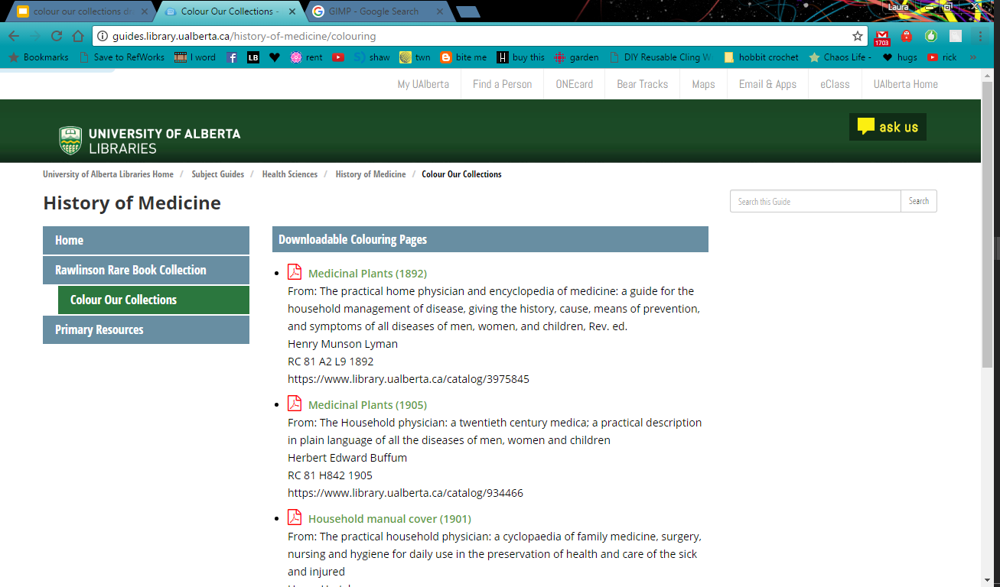 colour our collections dr
Colour Our Collections -
GIMP - Google Search
Laura
guides.library.ualberta.ca/history-of-medicine/colouring
1703
Bookmarks Save to RefWorks I word LB rent shaw twn bite me H buy this garden DIY Reusable Cling W hobbit crochet Chaos Life - hugs rick »
My UAlberta Find a Person ONEcard Bear Tracks Maps Email & Apps eClass UAlberta Home
UNIVERSITY OF ALBERTA
LIBRARIES
ask us
University of Alberta Libraries Home / Subject Guides / Health Sciences / History of Medicine / Colour Our Collections
History of Medicine
Search this Guide Search
Home
Rawlinson Rare Book Collection
Colour Our Collections
Primary Resources
Downloadable Colouring Pages
Medicinal Plants (1892)
From: The practical home physician and encyclopedia of medicine: a guide for the
household management of disease, giving the history, cause, means of prevention,
and symptoms of all diseases of men, women, and children, Rev. ed.
Henry Munson Lyman
RC 81 A2 L9 1892
https://www.library.ualberta.ca/catalog/3975845
Medicinal Plants (1905)
From: The Household physician: a twentieth century medica; a practical description
in plain language of all the diseases of men, women and children
Herbert Edward Buffum
RC 81 H842 1905
https://www.library.ualberta.ca/catalog/934466
Household manual cover (1901)
From: The practical household physician: a cyclopaedia of family medicine, surgery,
nursing and hygiene for daily use in the preservation of health and care of the sick
and injured